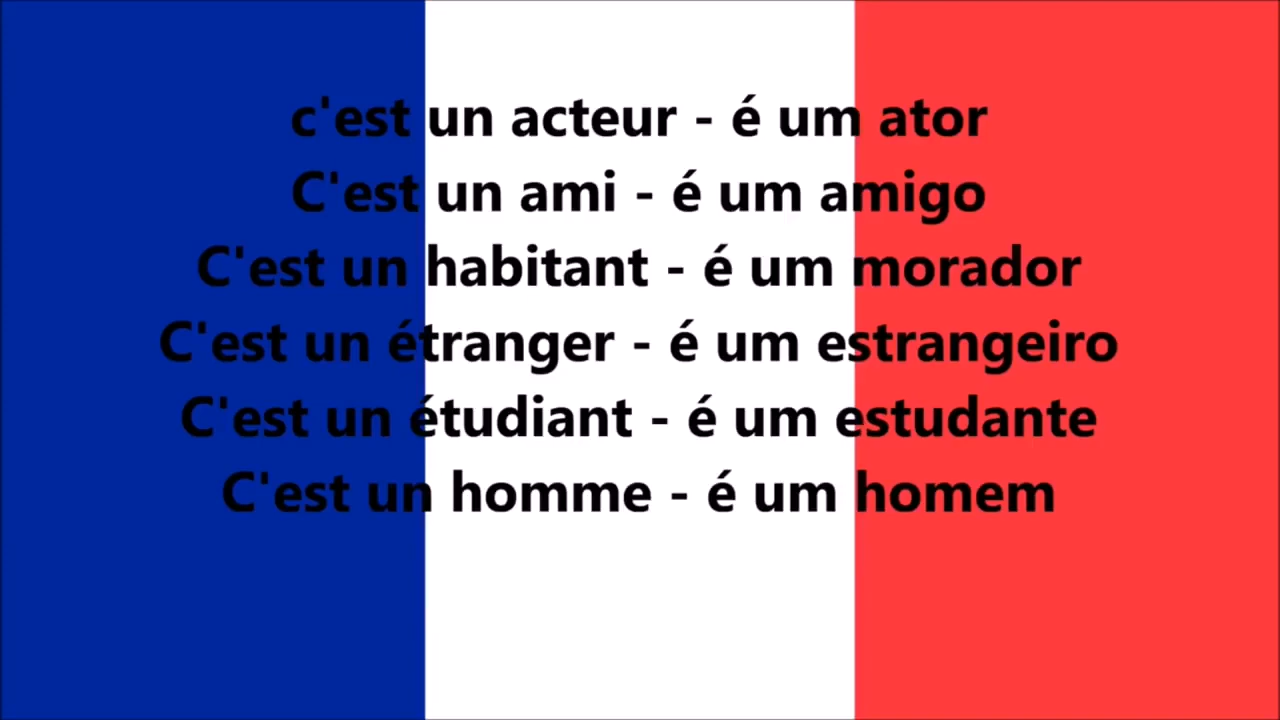 c'est un acteur - é um ator
C'est un ami - é um amigo
C'est un habitant - é um morador
C'est un étranger - é um estrangeiro
C'est un étudiant - é um estudante
C'est un homme - é um homem